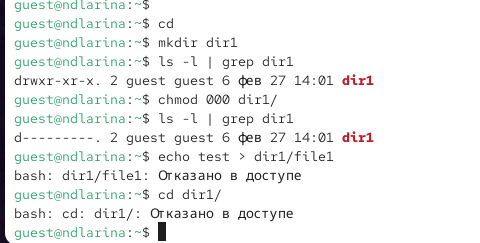 guest@ndlarina:~$
guest@ndlarina:~$ cd
guest@ndlarina:~$ mkdir dir1
guest@ndlarina:~$ ls -l | grep dir1
drwxr-xr-x. 2 guest guest 6 фев 27 14:01 dir1
guest@ndlarina:~$ chmod 000 dir1/
guest@ndlarina:~$ ls -l | grep dir1
d---------. 2 guest guest 6 фев 27 14:01 dir1
guest@ndlarina:~$ echo test > dir1/file1
bash: dir1/file1: Отказано в доступе
guest@ndlarina:~$ cd dir1/
bash: cd: dir1/: Отказано в доступе
guest@ndlarina:~$